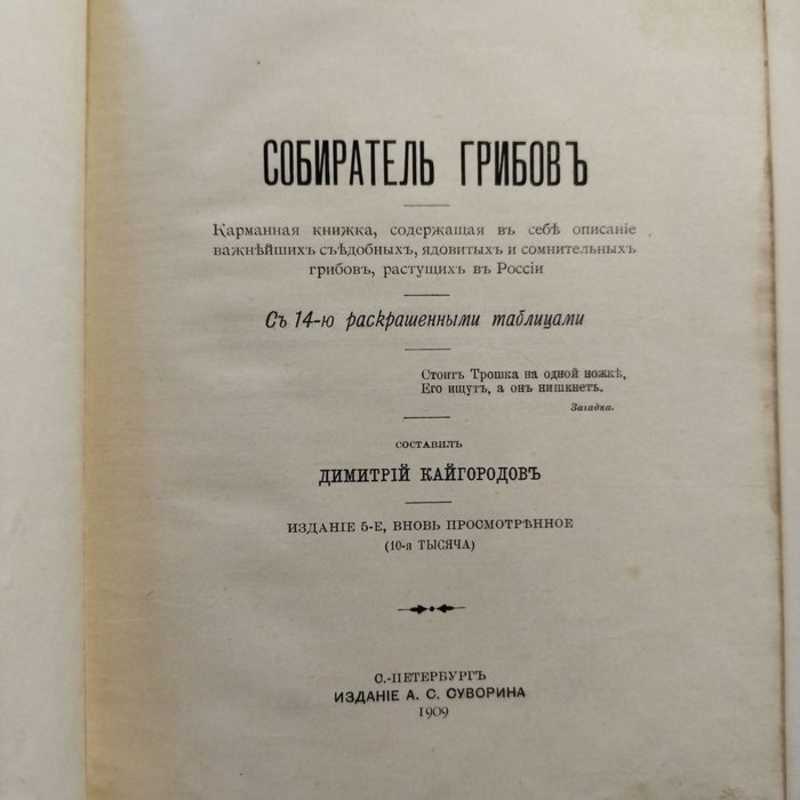 СОБИРАТЕЛЬ ГРИБОВЪ
Карманная книжка, содержащая въ себѣ описаніе
важнѣйшихъ съѣдобныхъ, ядовитыхъ и сомнительныхъ
грибовъ, растущихъ въ Россіи
Съ 14-ю раскрашенными таблицами
Стоитъ Трошка на одной ножкѣ,
Его ищутъ, а онъ нишкнетъ.
Загадка.
СОСТАВИЛЪ
ДИМИТРІЙ КАЙГОРОДОВЪ
ИЗДАНІЕ 5-Е, ВНОВЬ ПРОСМОТРѢННОЕ
(10-я ТЫСЯЧА)
С.-ПЕТЕРБУРГЪ
ИЗДАНІЕ А. С. СУВОРИНА
1909